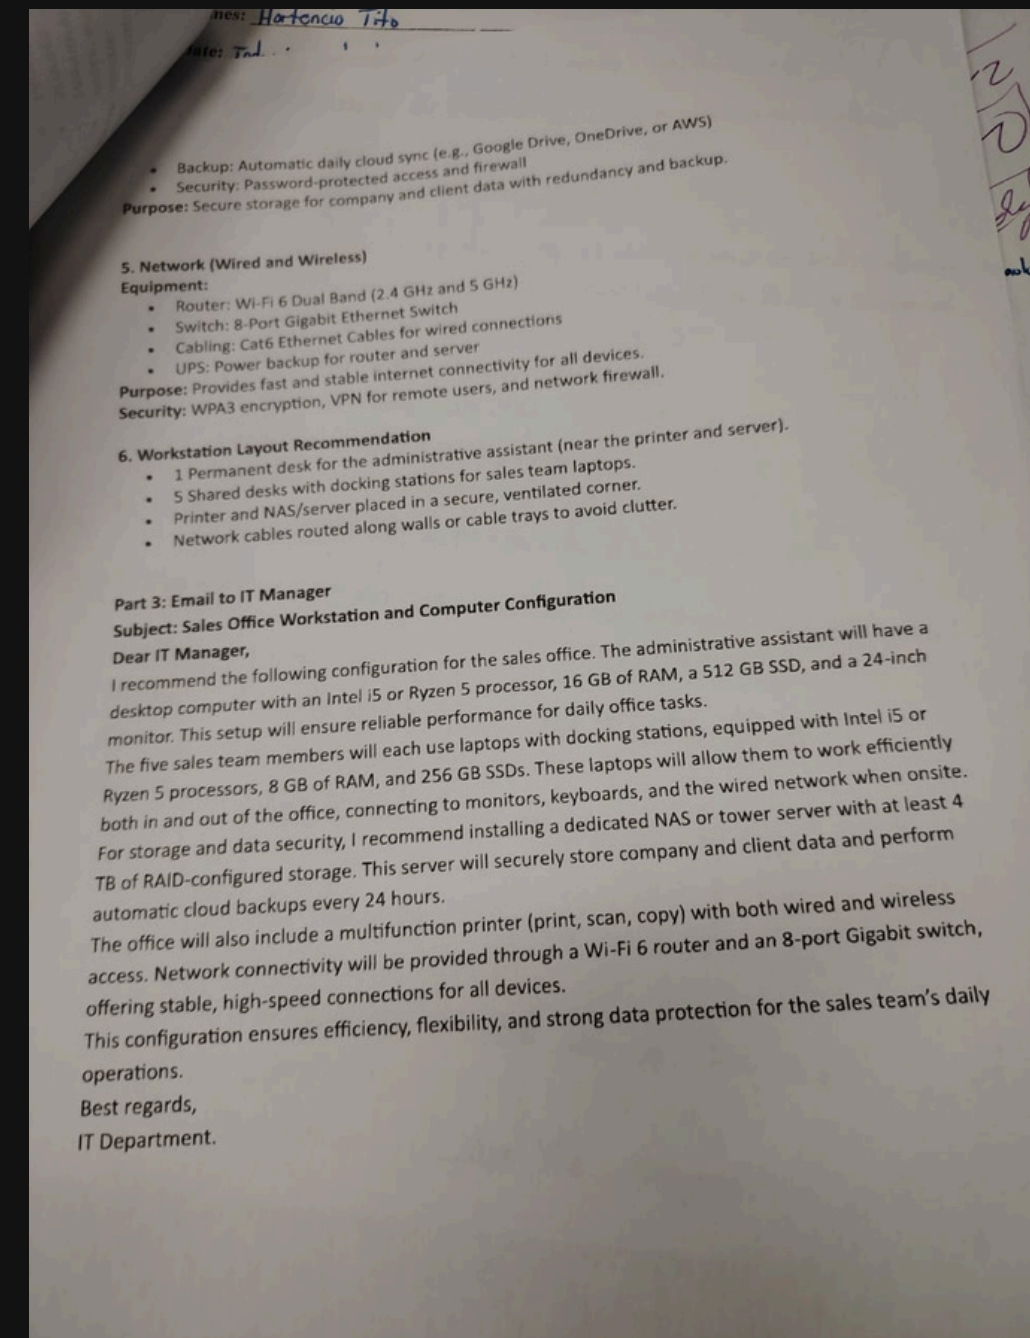 nes: Hortencio Tito
ate:
• Backup: Automatic daily cloud sync (e.g., Google Drive, OneDrive, or AWS)
• Security: Password-protected access and firewall
Purpose: Secure storage for company and client data with redundancy and backup.
5. Network (Wired and Wireless)
Equipment:
• Router: Wi-Fi 6 Dual Band (2.4 GHz and 5 GHz)
• Switch: 8-Port Gigabit Ethernet Switch
• Cabling: Cat6 Ethernet Cables for wired connections
• UPS: Power backup for router and server
Purpose: Provides fast and stable internet connectivity for all devices.
Security: WPA3 encryption, VPN for remote users, and network firewall.
6. Workstation Layout Recommendation
• 1 Permanent desk for the administrative assistant (near the printer and server).
• 5 Shared desks with docking stations for sales team laptops.
• Printer and NAS/server placed in a secure, ventilated corner.
• Network cables routed along walls or cable trays to avoid clutter.
Part 3: Email to IT Manager
Subject: Sales Office Workstation and Computer Configuration
Dear IT Manager,
I recommend the following configuration for the sales office. The administrative assistant will have a
desktop computer with an Intel i5 or Ryzen 5 processor, 16 GB of RAM, a 512 GB SSD, and a 24-inch
monitor. This setup will ensure reliable performance for daily office tasks.
The five sales team members will each use laptops with docking stations, equipped with Intel i5 or
Ryzen 5 processors, 8 GB of RAM, and 256 GB SSDs. These laptops will allow them to work efficiently
both in and out of the office, connecting to monitors, keyboards, and the wired network when onsite.
For storage and data security, I recommend installing a dedicated NAS or tower server with at least 4
TB of RAID-configured storage. This server will securely store company and client data and perform
automatic cloud backups every 24 hours.
The office will also include a multifunction printer (print, scan, copy) with both wired and wireless
access. Network connectivity will be provided through a Wi-Fi 6 router and an 8-port Gigabit switch,
offering stable, high-speed connections for all devices.
This configuration ensures efficiency, flexibility, and strong data protection for the sales team's daily
operations.
Best regards,
IT Department.